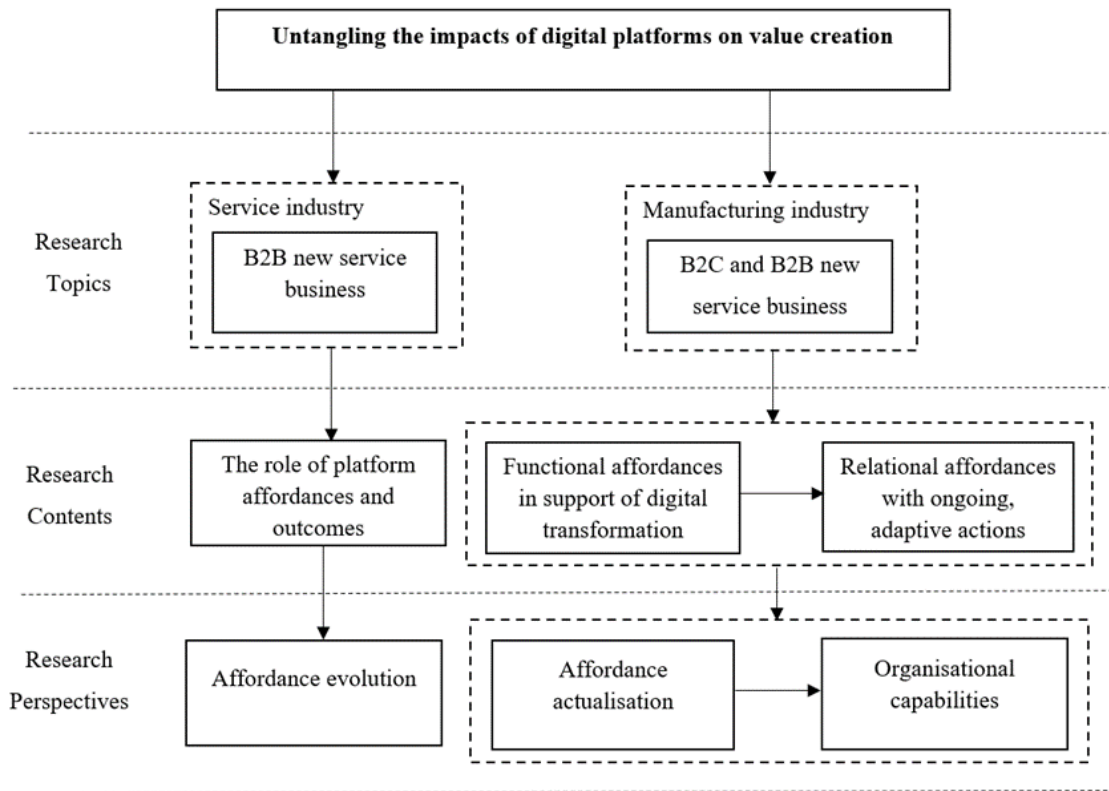 Untangling the impacts of digital platforms on value creation
Research
Topics
Service industry
B2B new service
business
Manufacturing industry
B2C and B2B new
service business
Research
Contents
The role of platform
affordances and
outcomes
Functional affordances
in support of digital
transformation
Relational affordances
with ongoing,
adaptive actions
Research
Perspectives
Affordance evolution
Affordance
actualisation
Organisational
capabilities